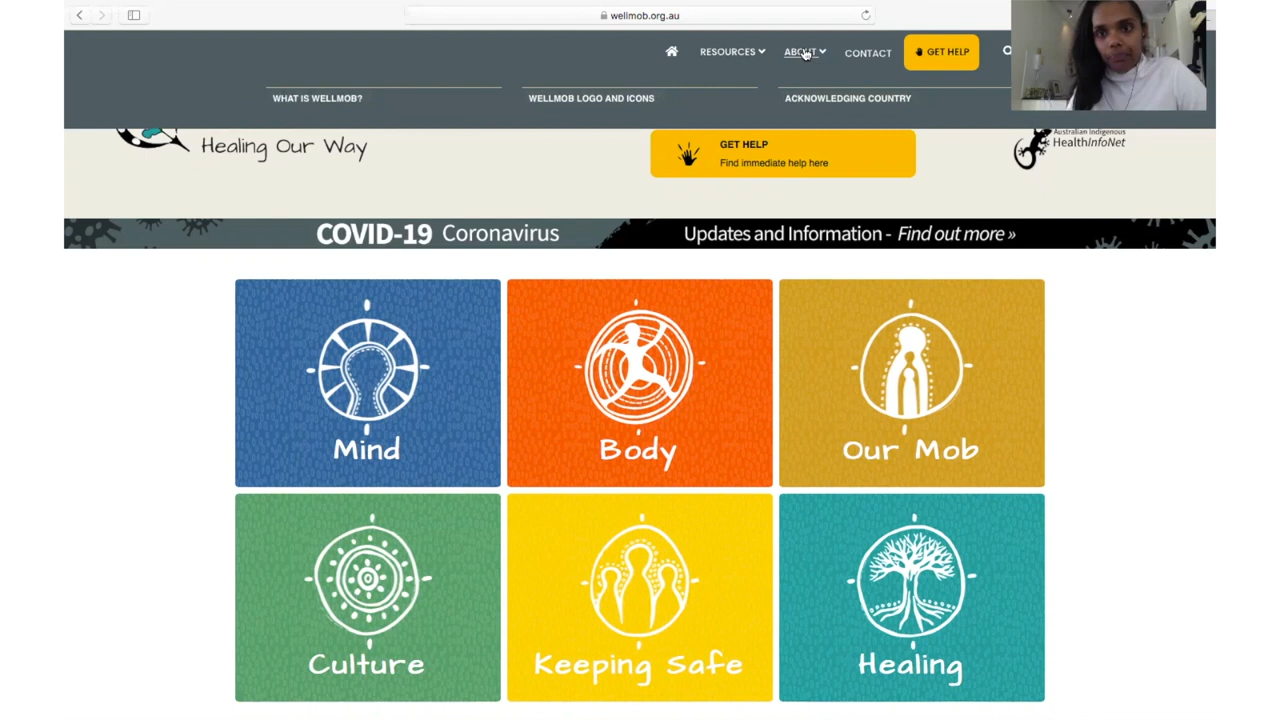 wellmob.org.au
RESOURCES ABOUT CONTACT GET HELP
WHAT IS WELLMOB? WELLMOB LOGO AND ICONS ACKNOWLEDGING COUNTRY
Healing Our Way
GET HELP
Find immediate help here
Australian Indigenous
HealthInfoNet
COVID-19 Coronavirus Updates and Information - Find out more »
Mind Body Our Mob
Culture Keeping Safe Healing